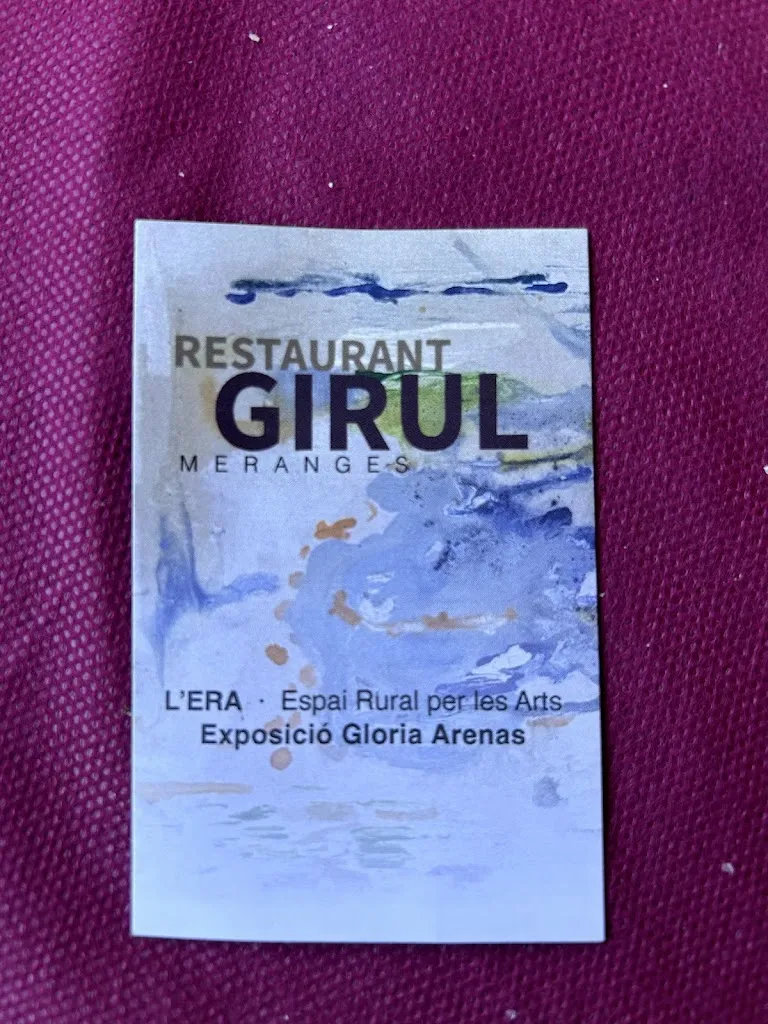 RESTAURANT
GIRUL
MERANGES
L'ERA · Espai Rural per les Arts
Exposició Gloria Arenas